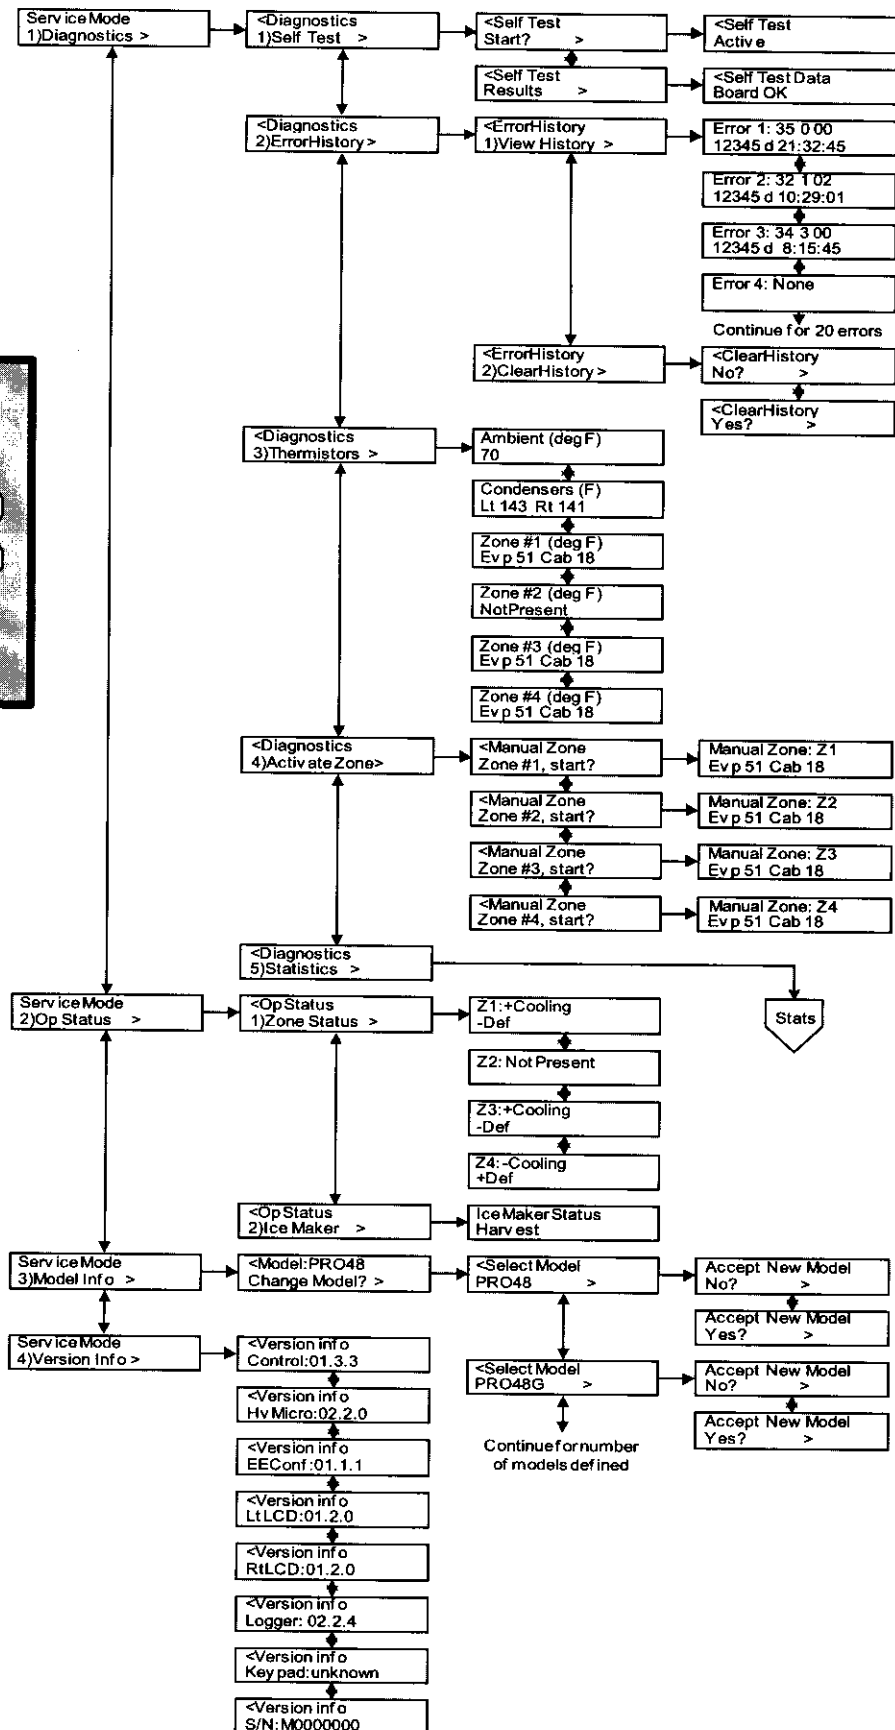 Service Mode
1)Diagnostics >
<Diagnostics
1)Self Test >
<Self Test
Start? >
<Self Test
Active
<Self Test
Results >
<Self Test Data
Board OK
<Diagnostics
2)ErrorHistory>
<ErrorHistory
1)View History >
Error 1: 35 0 00
12345 d 21:32:45
Error 2: 32 1 02
12345 d 10:29:01
Error 3: 34 3 00
12345 d 8:15:45
Error 4: None
Continue for 20 errors
<ErrorHistory
2)ClearHistory>
<ClearHistory
No? >
<ClearHistory
Yes? >
<Diagnostics
3)Thermistors >
Ambient (deg F)
70
Condensers (F)
Lt 143 Rt 141
Zone #1 (deg F)
Evp 51 Cab 18
Zone #2 (deg F)
NotPresent
Zone #3 (deg F)
Evp 51 Cab 18
Zone #4 (deg F)
Evp 51 Cab 18
<Diagnostics
4)ActivateZone>
<Manual Zone
Zone #1, start?
Manual Zone: Z1
Evp 51 Cab 18
<Manual Zone
Zone #2, start?
Manual Zone: Z2
Evp 51 Cab 18
<Manual Zone
Zone #3, start?
Manual Zone: Z3
Evp 51 Cab 18
<Manual Zone
Zone #4, start?
Manual Zone: Z4
Evp 51 Cab 18
<Diagnostics
5)Statistics >
Stats
Service Mode
2)Op Status >
<OpStatus
1)Zone Status >
Z1:+Cooling
-Def
Z2: Not Present
Z3:+Cooling
-Def
Z4:-Cooling
+Def
<OpStatus
2)Ice Maker >
Ice Maker Status
Harvest
Service Mode
3)Model Info >
<Model:PRO48
Change Model? >
<Select Model
PRO48 >
Accept New Model
No? >
Accept New Model
Yes? >
<Select Model
PRO48G >
Accept New Model
No? >
Accept New Model
Yes? >
Continue for number
of models defined
Service Mode
4)Version Info >
<Version info
Control:01.3.3
<Version info
Hv Micro:02.2.0
<Version info
EEConf:01.1.1
<Version info
LtLCD:01.2.0
<Version info
RtLCD:01.2.0
<Version info
Logger: 02.2.4
<Version info
Key pad:unknown
<Version info
S/N:M0000000